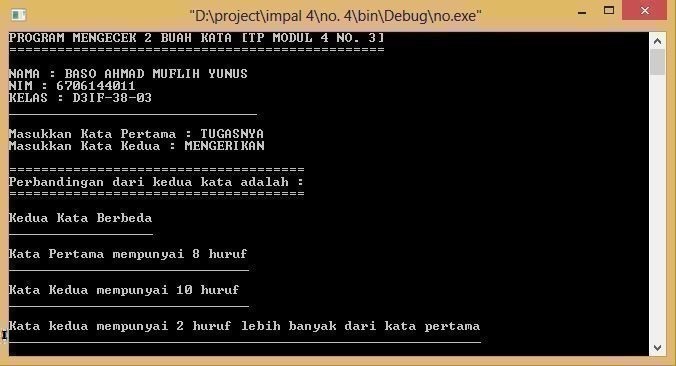 "D:\project\impal 4\no. 4\bin\Debug\no.exe"
PROGRAM MENGECEK 2 BUAH KATA [TP MODUL 4 NO. 3]
===============================================
NAMA : BASO AHMAD MUFLIH YUNUS
NIM : 6706144011
KELAS : D3IF-38-03
_______________________________
Masukkan Kata Pertama : TUGASNYA
Masukkan Kata Kedua : MENGERIKAN
=====================================
Perbandingan dari kedua kata adalah :
=====================================
Kedua Kata Berbeda
__________________
Kata Pertama mempunyai 8 huruf
______________________________
Kata Kedua mempunyai 10 huruf
______________________________
Kata kedua mempunyai 2 huruf lebih banyak dari kata pertama
___________________________________________________________